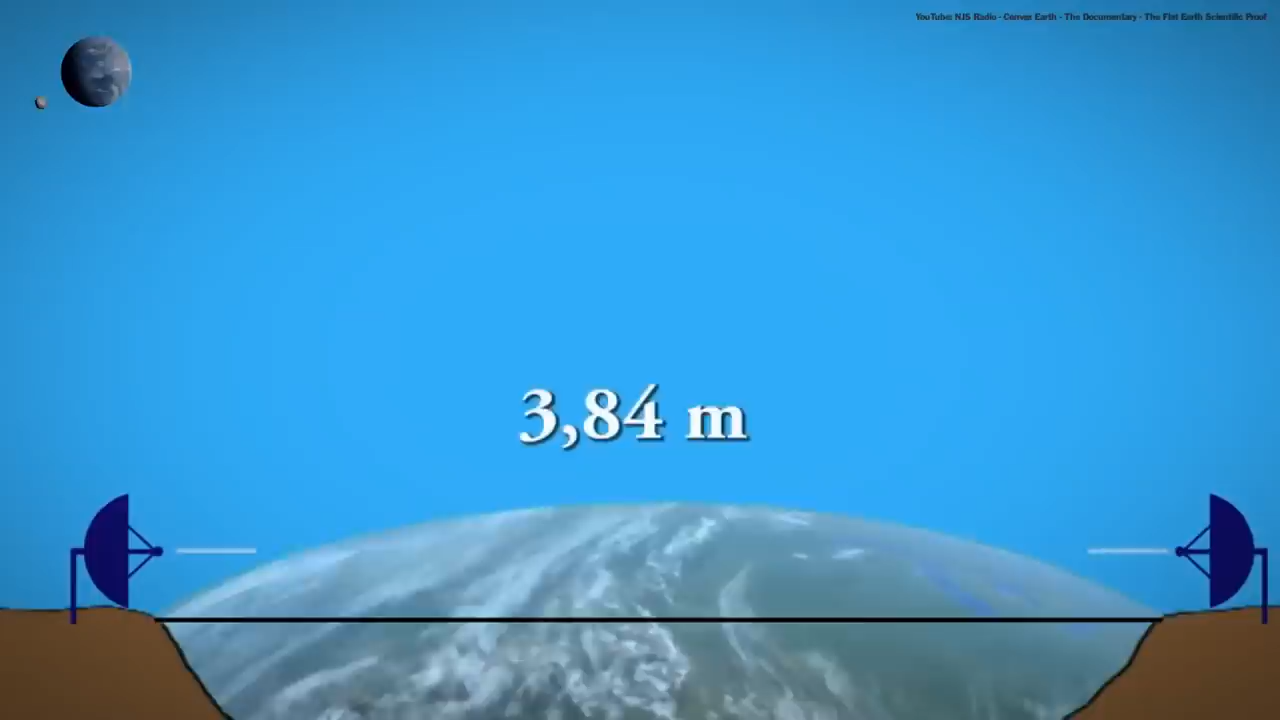 YouTube: NJS Radio - Convex Earth - The Documentary - The Flat Earth Scientific Proof
3,84 m